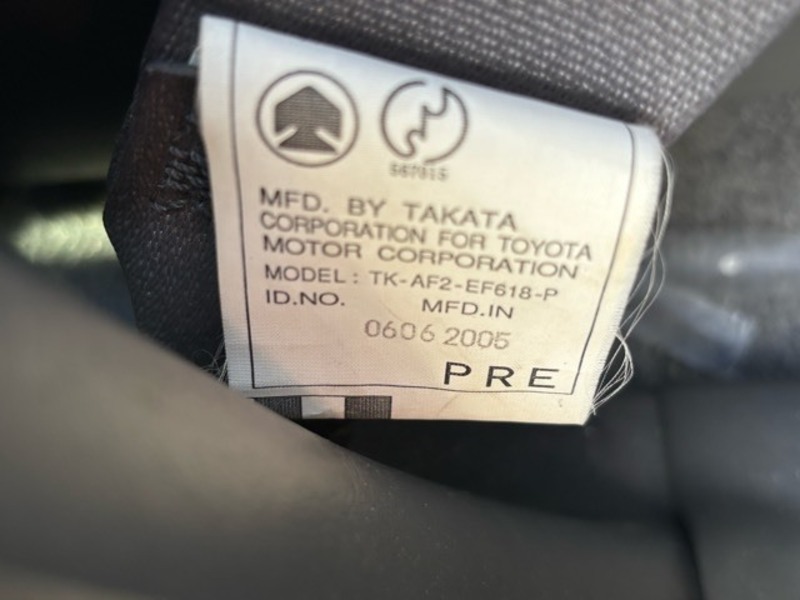 MFD. BY TAKATA
CORPORATION FOR TOYOTA
MOTOR CORPORATION
MODEL: TK-AF2-EF618-P
ID.NO. MFD.IN
0606 2005
PRE